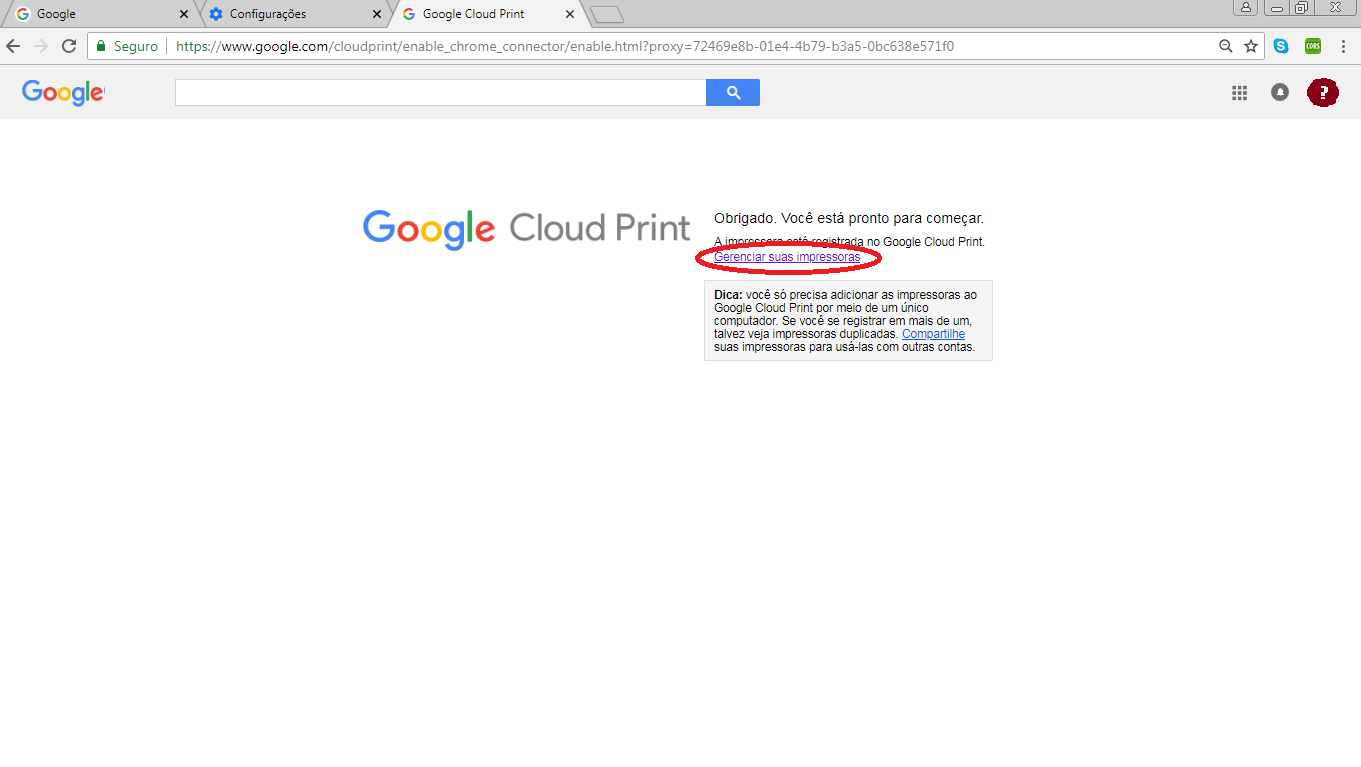 Google
Configurações
Google Cloud Print
Seguro
https://www.google.com/cloudprint/enable_chrome_connector/enable.html?proxy=72469e8b-01e4-4b79-b3a5-0bc638e571f0
CORS
Google
?
Google Cloud Print
Obrigado. Você está pronto para começar.
A impressora está registrada no Google Cloud Print.
Gerenciar suas impressoras
Dica: você só precisa adicionar as impressoras ao
Google Cloud Print por meio de um único
computador. Se você se registrar em mais de um,
talvez veja impressoras duplicadas. Compartilhe
suas impressoras para usá-las com outras contas.